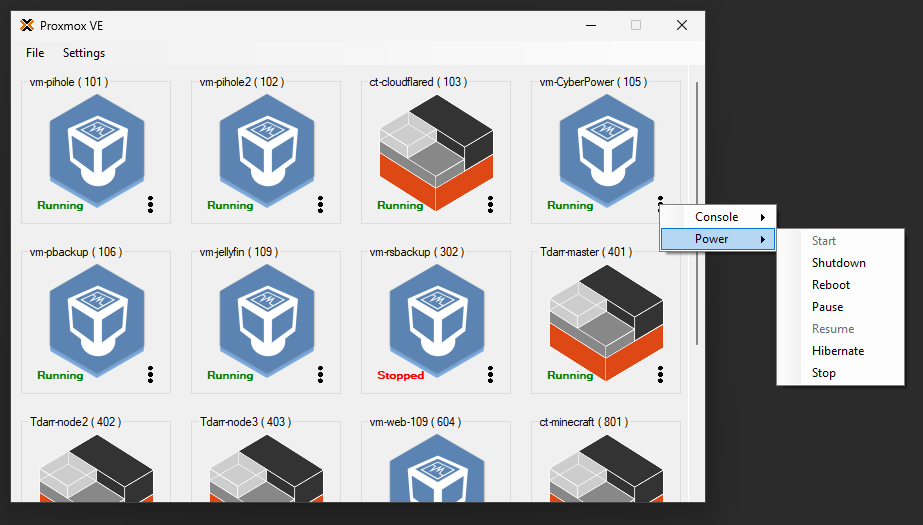 Proxmox VE
File Settings
vm-pihole ( 101 )
Running
vm-pihole2 ( 102 )
Running
ct-cloudflared ( 103 )
Running
vm-CyberPower ( 105 )
Running
Console
Power
Start
Shutdown
Reboot
Pause
Resume
Hibernate
Stop
vm-pbackup ( 106 )
Running
vm-jellyfin ( 109 )
Running
vm-rsbackup ( 302 )
Stopped
Tdarr-master ( 401 )
Running
Tdarr-node2 ( 402 )
Tdarr-node3 ( 403 )
vm-web-109 ( 604 )
ct-minecraft ( 801 )